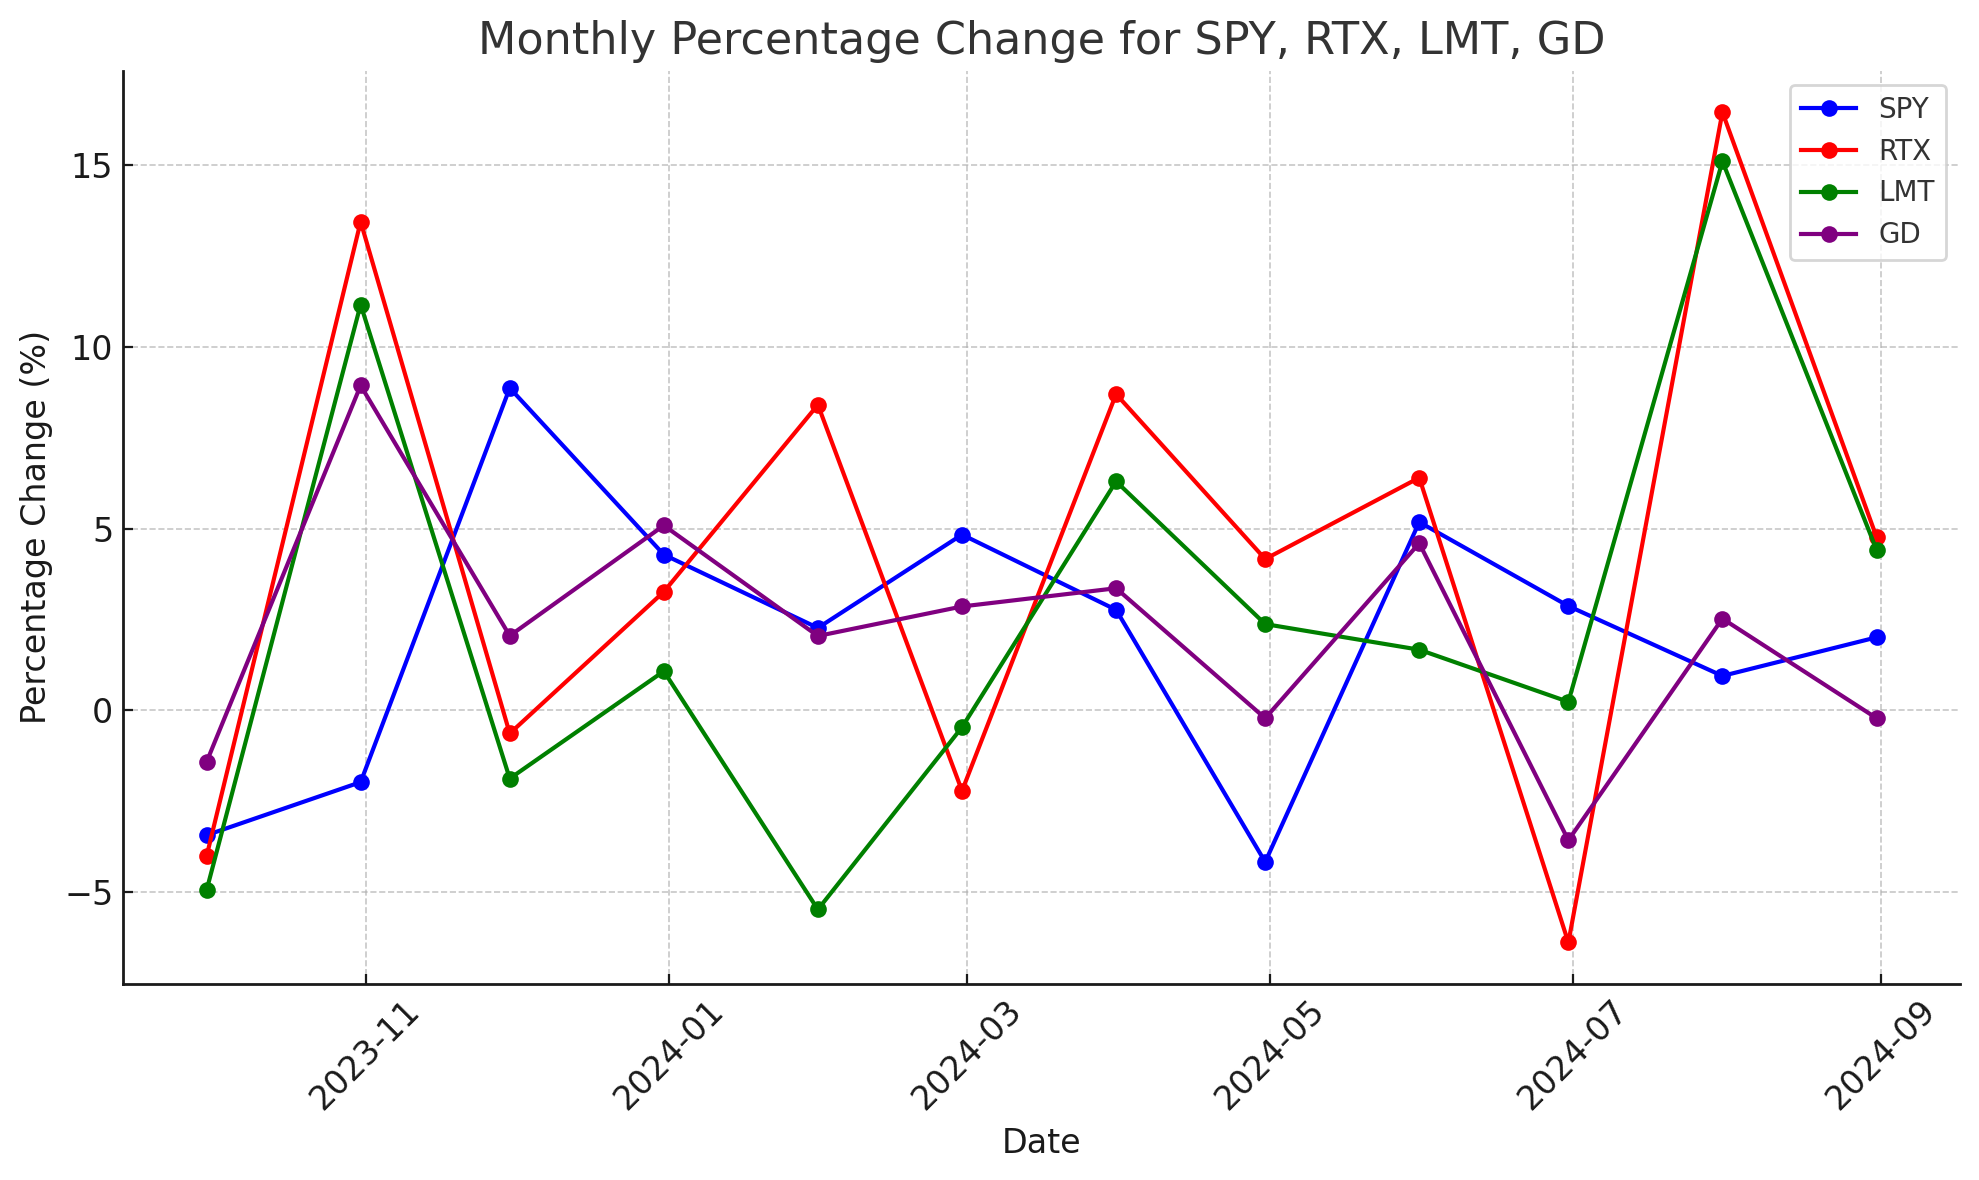 Monthly Percentage Change for SPY, RTX, LMT, GD
SPY
RTX
LMT
GD
Percentage Change (%)
15
10
5
0
−5
2023-11
2024-01
2024-03
2024-05
2024-07
2024-09
Date